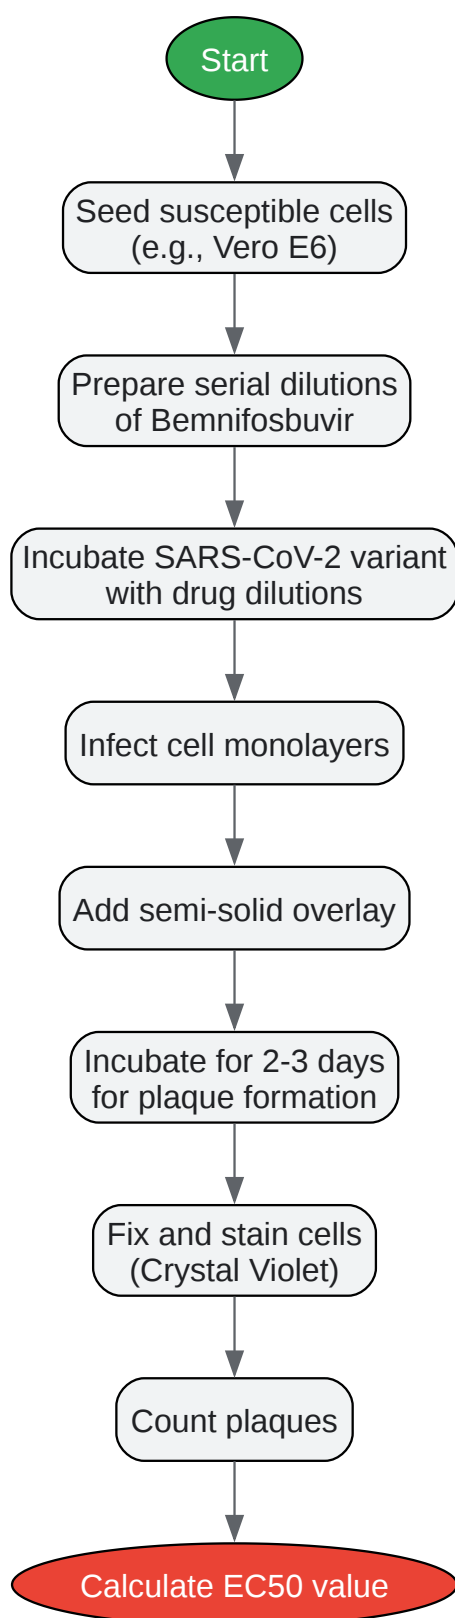 Start
Seed susceptible cells
(e.g., Vero E6)
Prepare serial dilutions
of Bemnifosbuvir
Incubate SARS-CoV-2 variant
with drug dilutions
Infect cell monolayers
Add semi-solid overlay
Incubate for 2-3 days
for plaque formation
Fix and stain cells
(Crystal Violet)
Count plaques
Calculate EC50 value